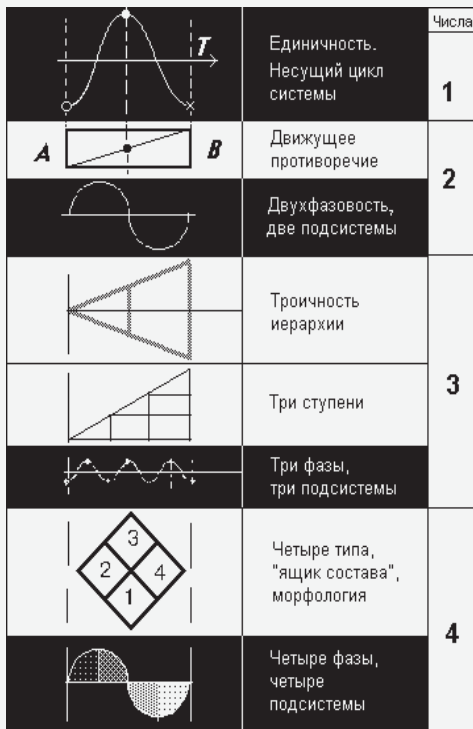 Числа
T
Единичность.
Несущий цикл
системы
1
A
B
Движущее
противоречие
2
Двухфазовость,
две подсистемы
Троичность
иерархии
3
Три ступени
Три фазы,
три подсистемы
3
2
4
1
Четыре типа,
"ящик состава",
морфология
4
Четыре фазы,
четыре
подсистемы